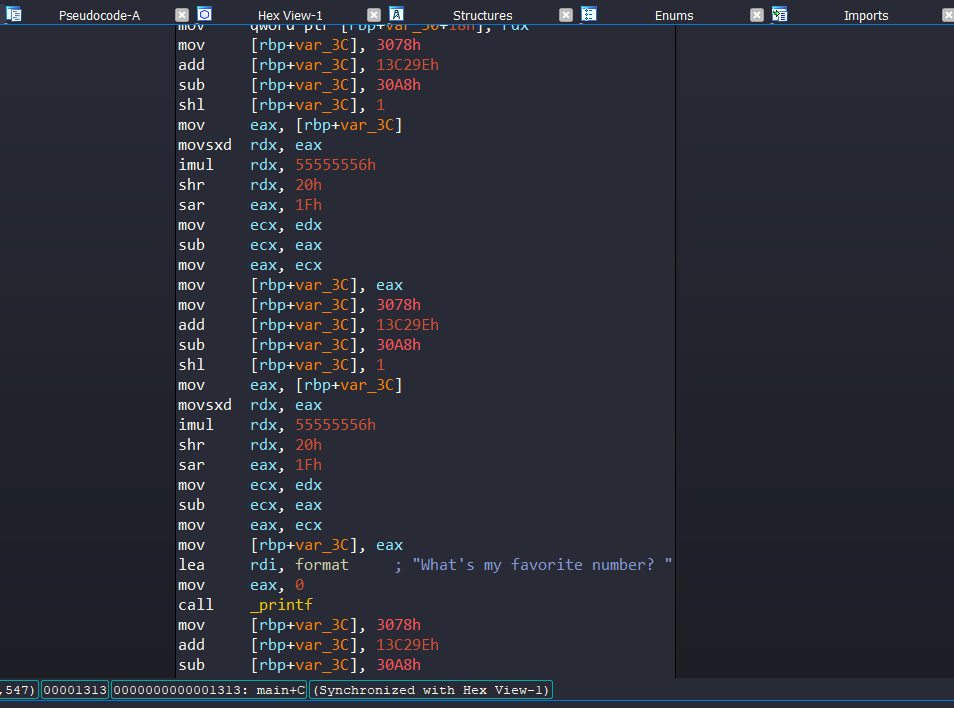 Pseudocode-A Hex View-1 Structures Enums Imports
mov qword ptr [rbp+var_30+18h], rdx
mov [rbp+var_3C], 3078h
add [rbp+var_3C], 13C29Eh
sub [rbp+var_3C], 30A8h
shl [rbp+var_3C], 1
mov eax, [rbp+var_3C]
movsxd rdx, eax
imul rdx, 55555556h
shr rdx, 20h
sar eax, 1Fh
mov ecx, edx
sub ecx, eax
mov eax, ecx
mov [rbp+var_3C], eax
mov [rbp+var_3C], 3078h
add [rbp+var_3C], 13C29Eh
sub [rbp+var_3C], 30A8h
shl [rbp+var_3C], 1
mov eax, [rbp+var_3C]
movsxd rdx, eax
imul rdx, 55555556h
shr rdx, 20h
sar eax, 1Fh
mov ecx, edx
sub ecx, eax
mov eax, ecx
mov [rbp+var_3C], eax
lea rdi, format ; "What's my favorite number? "
mov eax, 0
call _printf
mov [rbp+var_3C], 3078h
add [rbp+var_3C], 13C29Eh
sub [rbp+var_3C], 30A8h
,547) 00001313 0000000000001313: main+C (Synchronized with Hex View-1)